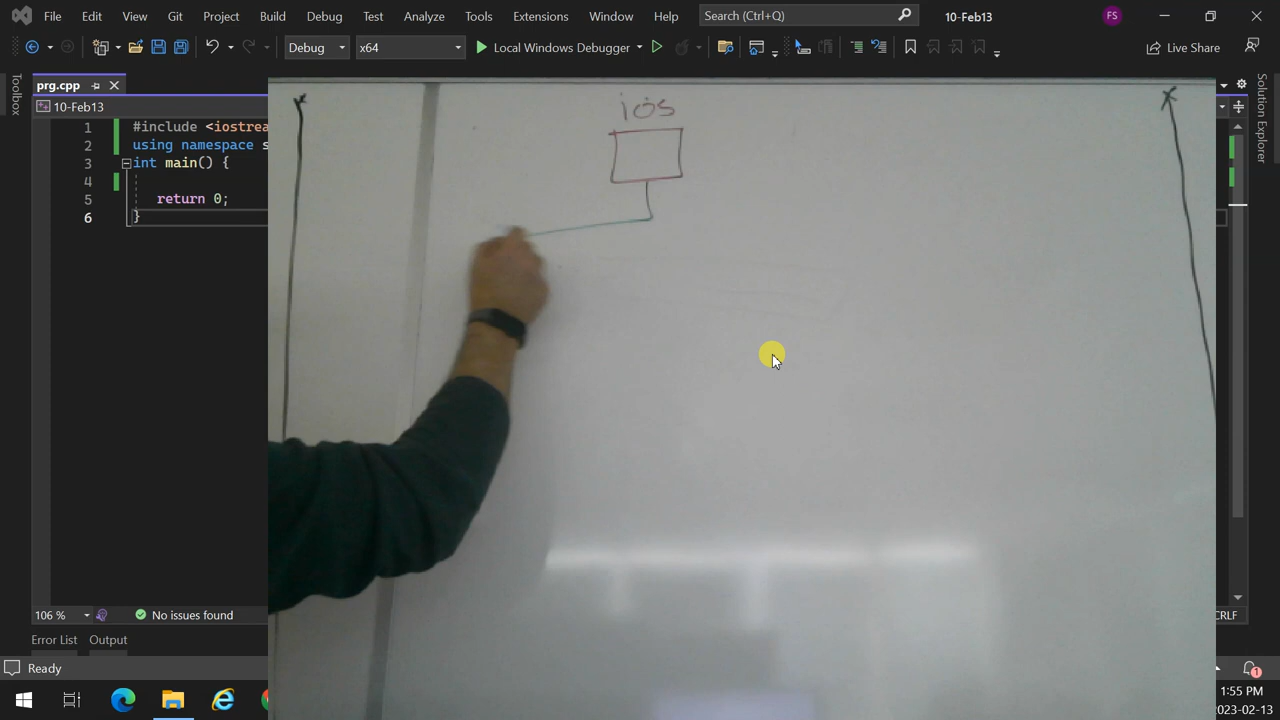 File Edit View Git Project Build Debug Test Analyze Tools Extensions Window Help Search (Ctrl+Q) 10-Feb13 FS
Debug x64 Local Windows Debugger Live Share
prg.cpp
10-Feb13
Toolbox
Solution Explorer
1 #include <iostrea
2 using namespace s
3 int main() {
4
5 return 0;
6 }
ios
106 % No issues found CRLF
Error List Output
Ready 1
1:55 PM
2023-02-13